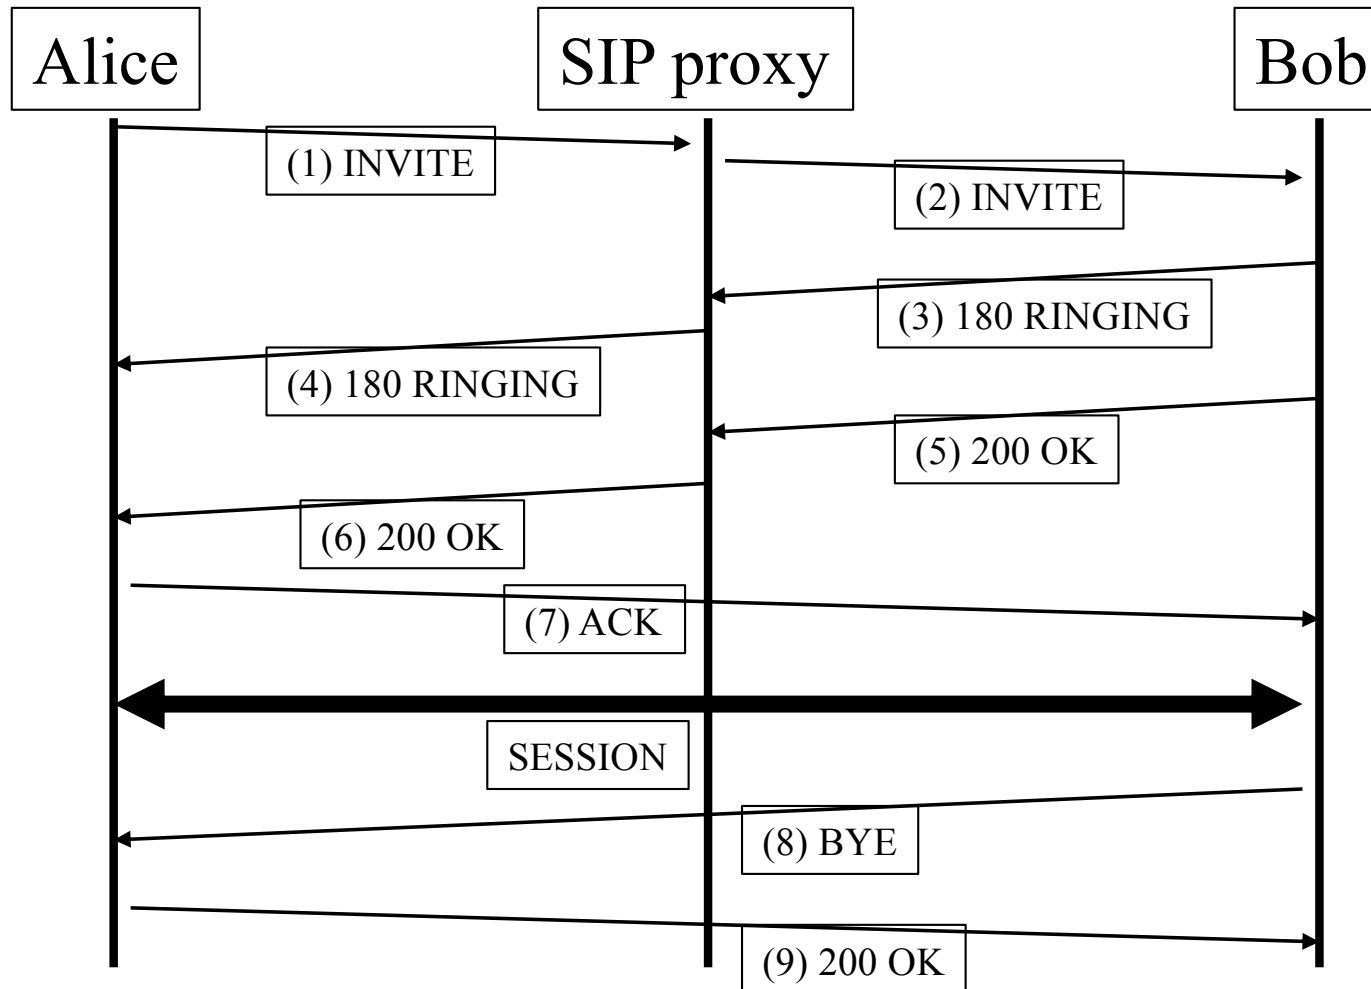 Alice
SIP proxy
Bob
(1) INVITE
(2) INVITE
(3) 180 RINGING
(4) 180 RINGING
(5) 200 OK
(6) 200 OK
(7) ACK
SESSION
(8) BYE
(9) 200 OK